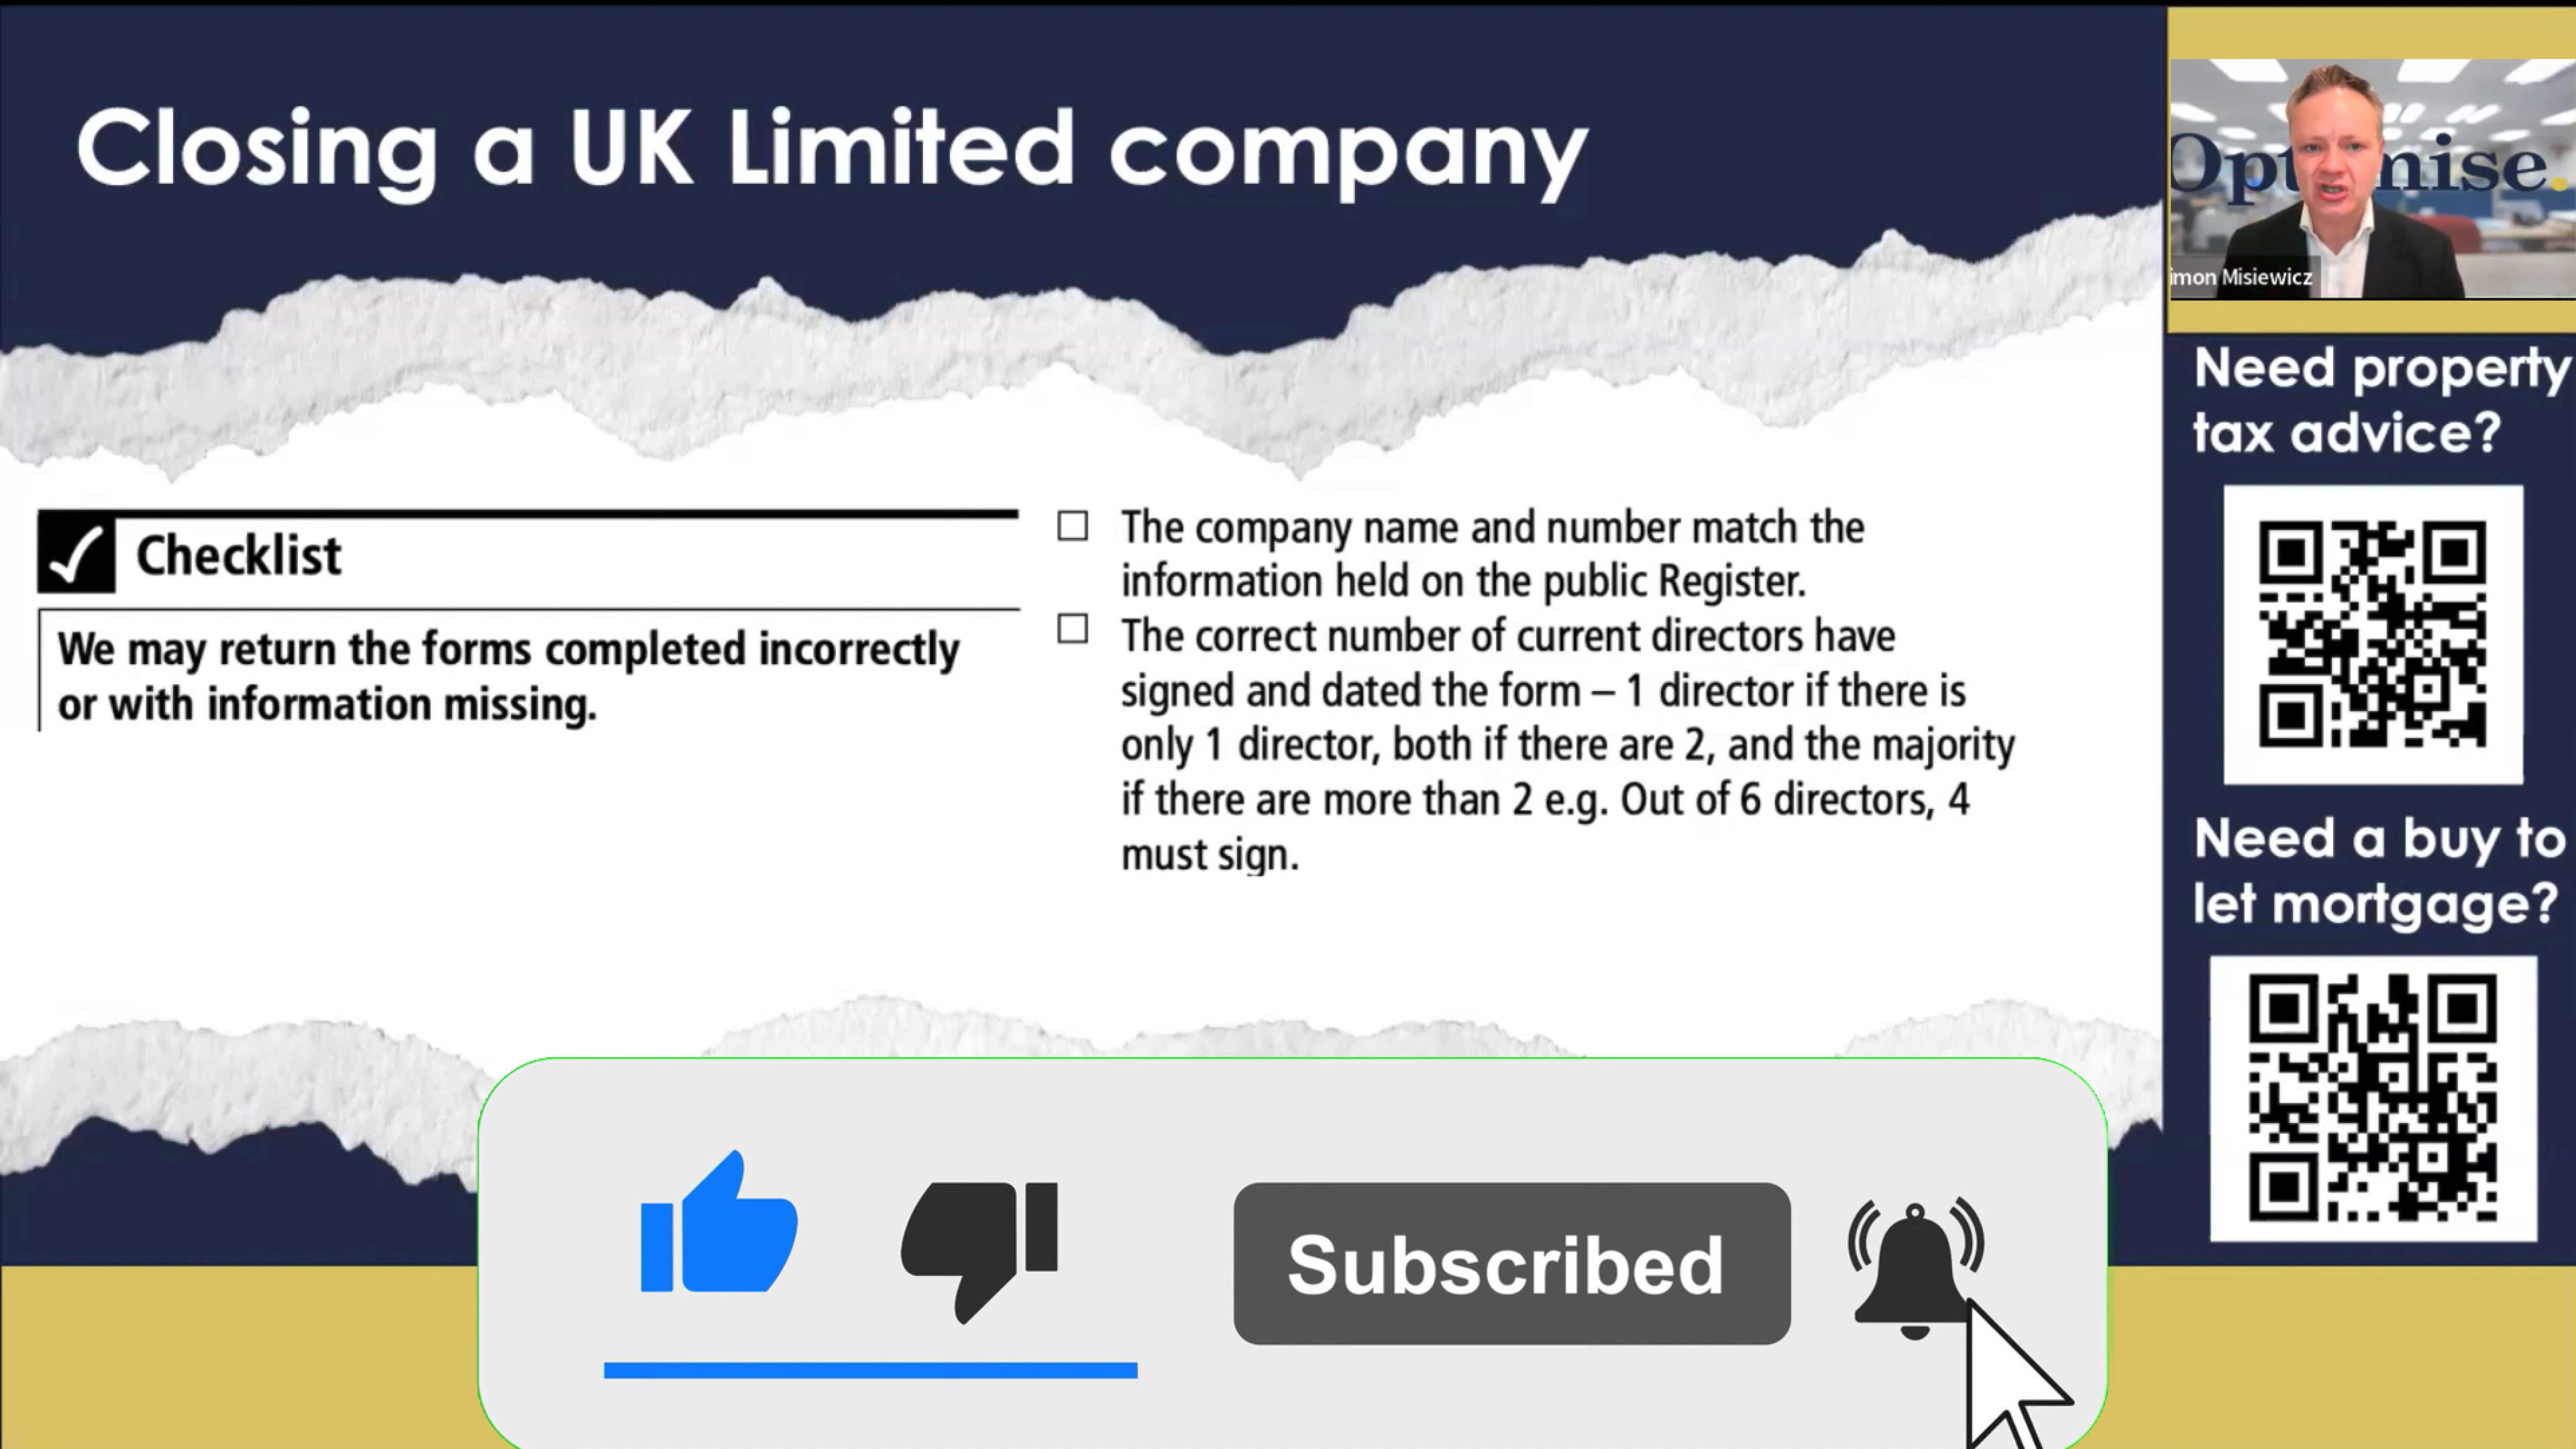 Closing a UK Limited company
Checklist
We may return the forms completed incorrectly
or with information missing.
The company name and number match the
information held on the public Register.
The correct number of current directors have
signed and dated the form – 1 director if there is
only 1 director, both if there are 2, and the majority
if there are more than 2 e.g. Out of 6 directors, 4
must sign.
imon Misiewicz
Need property
tax advice?
Need a buy to
let mortgage?
Subscribed